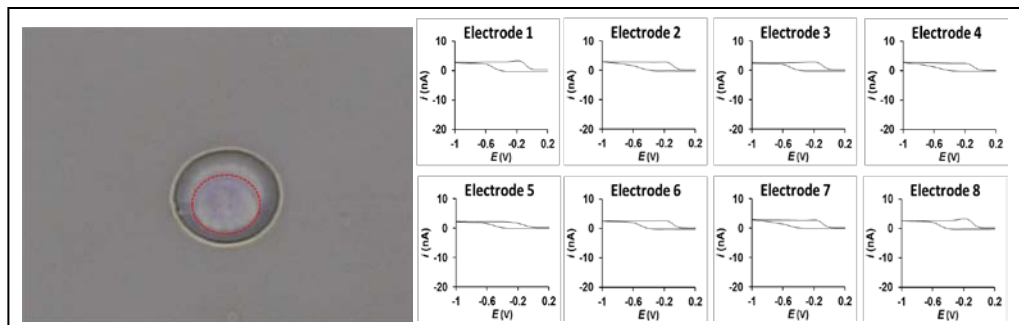 Electrode 1
10
0
-10
-20
i (nA)
-1 -0.6 -0.2 0.2
E (V)
Electrode 2
10
0
-10
-20
i (nA)
-1 -0.6 -0.2 0.2
E (V)
Electrode 3
10
0
-10
-20
i (nA)
-1 -0.6 -0.2 0.2
E (V)
Electrode 4
10
0
-10
-20
i (nA)
-1 -0.6 -0.2 0.2
E (V)
Electrode 5
10
0
-10
-20
i (nA)
-1 -0.6 -0.2 0.2
E (V)
Electrode 6
10
0
-10
-20
i (nA)
-1 -0.6 -0.2 0.2
E (V)
Electrode 7
10
0
-10
-20
i (nA)
-1 -0.6 -0.2 0.2
E (V)
Electrode 8
10
0
-10
-20
i (nA)
-1 -0.6 -0.2 0.2
E (V)